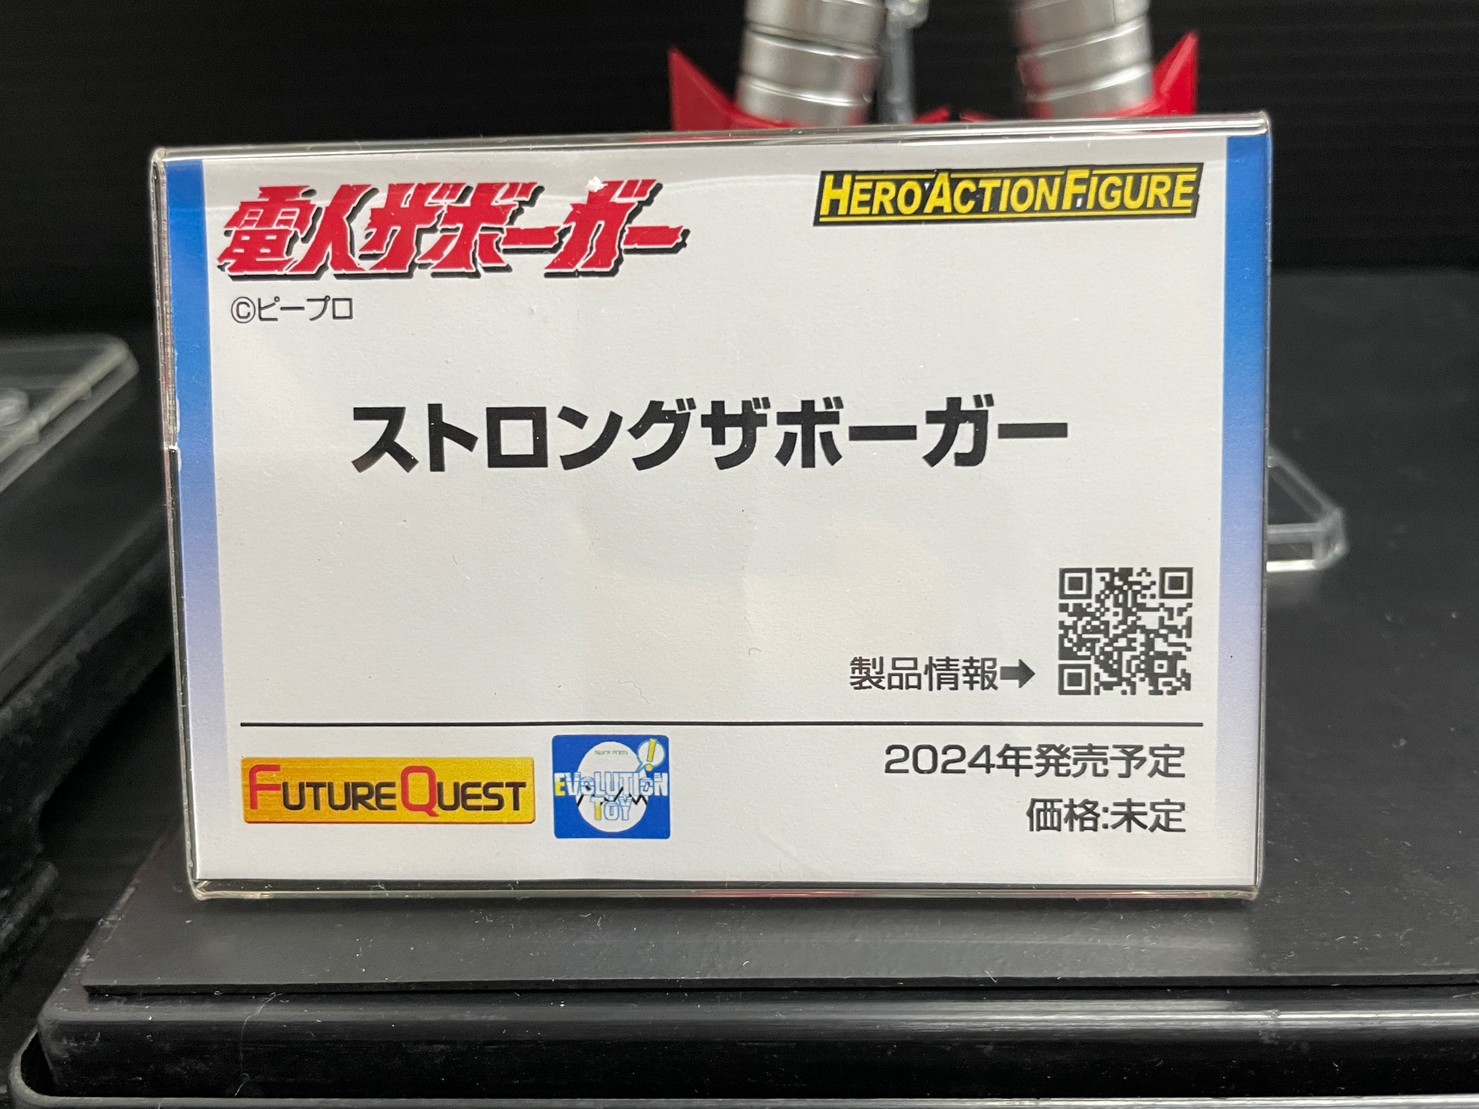 電人ザボーガー
HERO ACTION FIGURE
©ピープロ
ストロングザボーガー
製品情報➡
FUTURE QUEST
EVOLUTION
TOY
2024年発売予定
価格:未定